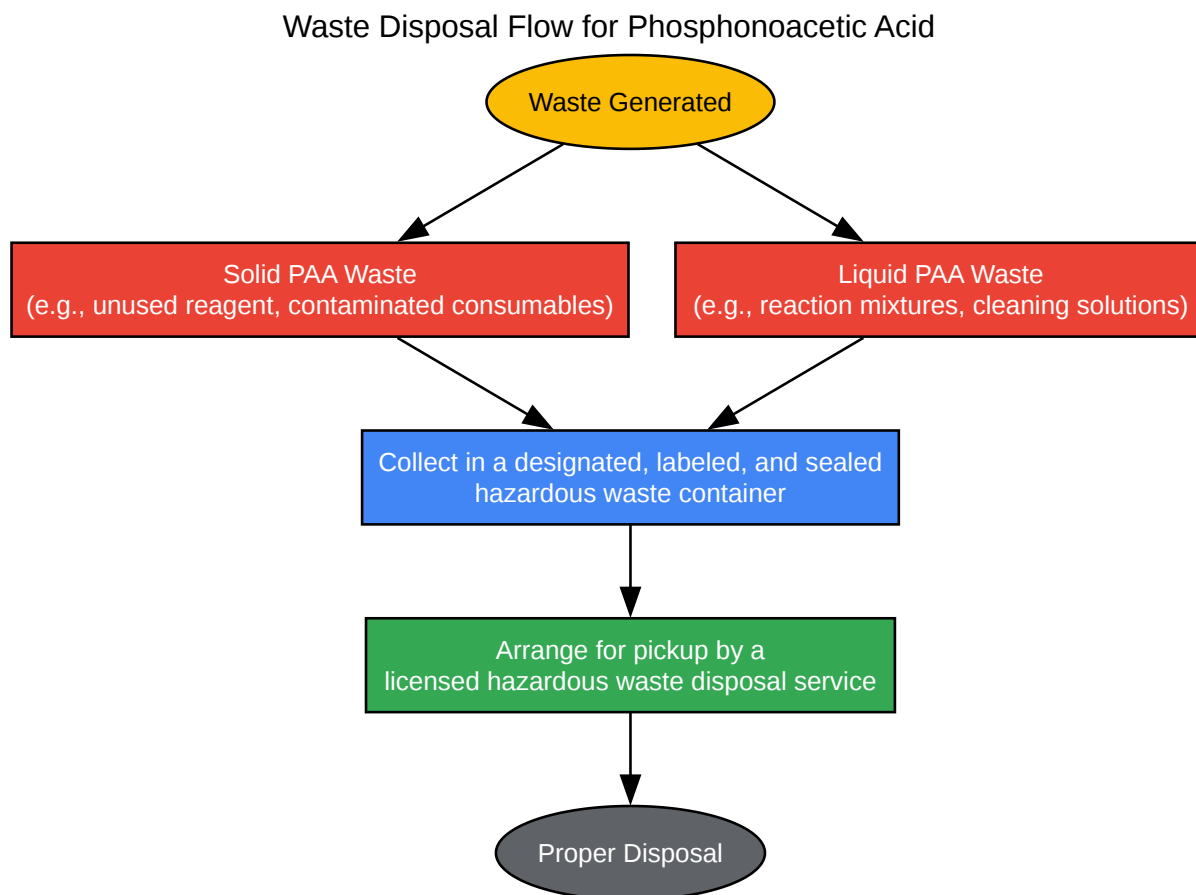 Waste Disposal Flow for Phosphonoacetic Acid
Waste Generated
Solid PAA Waste
(e.g., unused reagent, contaminated consumables)
Liquid PAA Waste
(e.g., reaction mixtures, cleaning solutions)
Collect in a designated, labeled, and sealed
hazardous waste container
Arrange for pickup by a
licensed hazardous waste disposal service
Proper Disposal